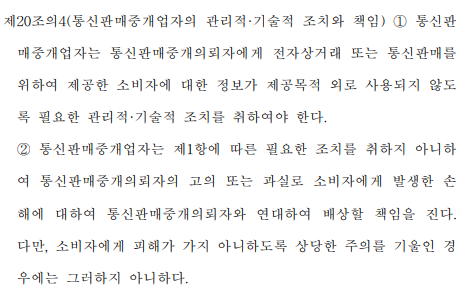 제20조의4(통신판매중개업자의 관리적·기술적 조치와 책임) ① 통신판
매중개업자는 통신판매중개의뢰자에게 전자상거래 또는 통신판매를
위하여 제공한 소비자에 대한 정보가 제공목적 외로 사용되지 않도
록 필요한 관리적·기술적 조치를 취하여야 한다.
② 통신판매중개업자는 제1항에 따른 필요한 조치를 취하지 아니하
여 통신판매중개의뢰자의 고의 또는 과실로 소비자에게 발생한 손
해에 대하여 통신판매중개의뢰자와 연대하여 배상할 책임을 진다.
다만, 소비자에게 피해가 가지 아니하도록 상당한 주의를 기울인 경
우에는 그러하지 아니하다.